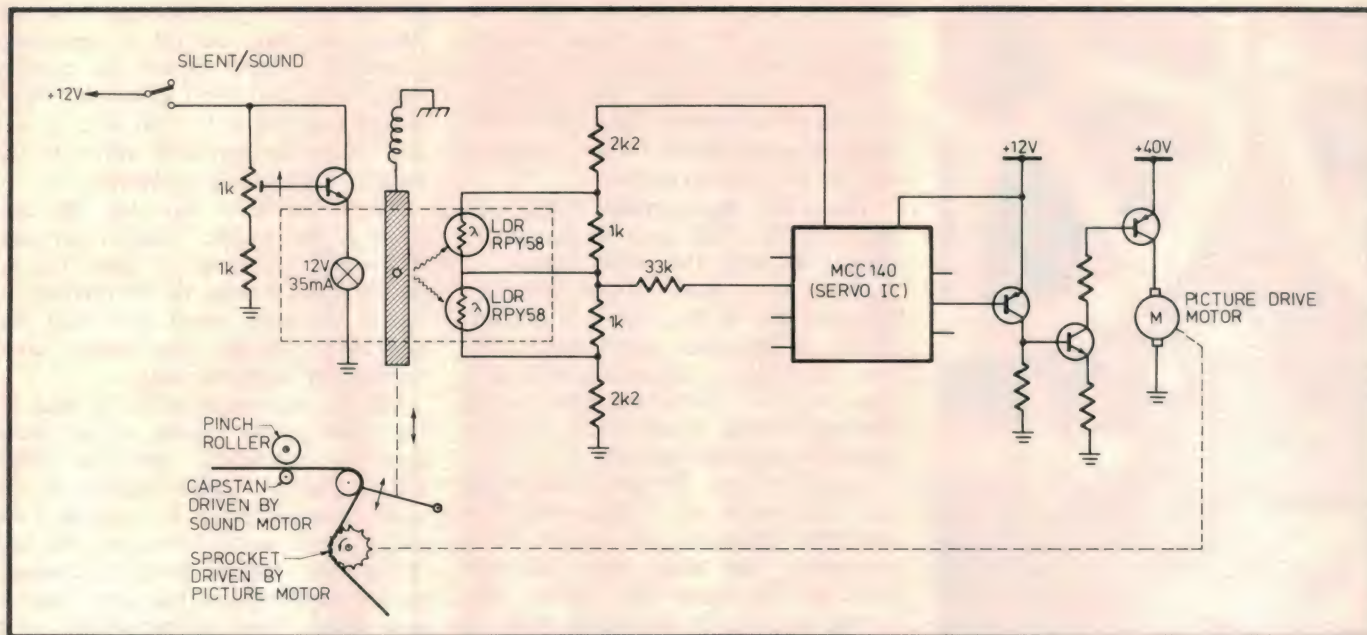 SILENT/SOUND
+12V
1k
1k
12V
35mA
LDR
RPY58
LDR
RPY58
λ
λ
2k2
1k
1k
2k2
33k
MCC140
(SERVO IC)
+12V
+40V
M
PICTURE DRIVE
MOTOR
PINCH
ROLLER
CAPSTAN
DRIVEN BY
SOUND MOTOR
SPROCKET
DRIVEN BY
PICTURE MOTOR